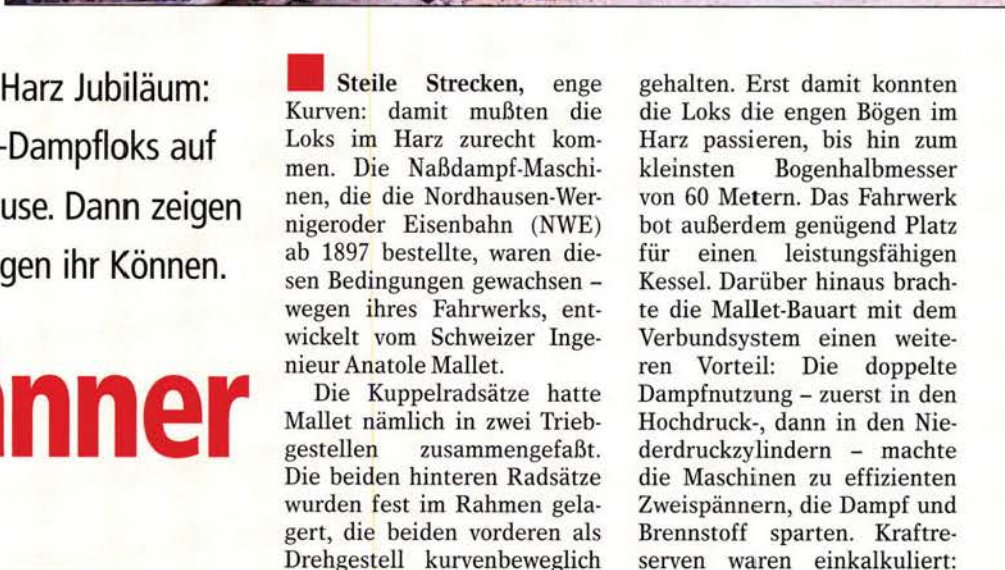 Harz Jubiläum:
-Dampfloks auf
use. Dann zeigen
gen ihr Können.
nner
Steile Strecken, enge
Kurven: damit mußten die
Loks im Harz zurecht kom-
men. Die Naßdampf-Maschi-
nen, die die Nordhausen-Wer-
nigeroder Eisenbahn (NWE)
ab 1897 bestellte, waren die-
sen Bedingungen gewachsen –
wegen ihres Fahrwerks, ent-
wickelt vom Schweizer Inge-
nieur Anatole Mallet.
Die Kuppelradsätze hatte
Mallet nämlich in zwei Trieb-
gestellen zusammengefaßt.
Die beiden hinteren Radsätze
wurden fest im Rahmen gela-
gert, die beiden vorderen als
Drehgestell kurvenbeweglich
gehalten. Erst damit konnten
die Loks die engen Bögen im
Harz passieren, bis hin zum
kleinsten Bogenhalbmesser
von 60 Metern. Das Fahrwerk
bot außerdem genügend Platz
für einen leistungsfähigen
Kessel. Darüber hinaus brach-
te die Mallet-Bauart mit dem
Verbundsystem einen weite-
ren Vorteil: Die doppelte
Dampfnutzung – zuerst in den
Hochdruck-, dann in den Nie-
derdruckzylindern – machte
die Maschinen zu effizienten
Zweispännern, die Dampf und
Brennstoff sparten. Kraftre-
serven waren einkalkuliert: